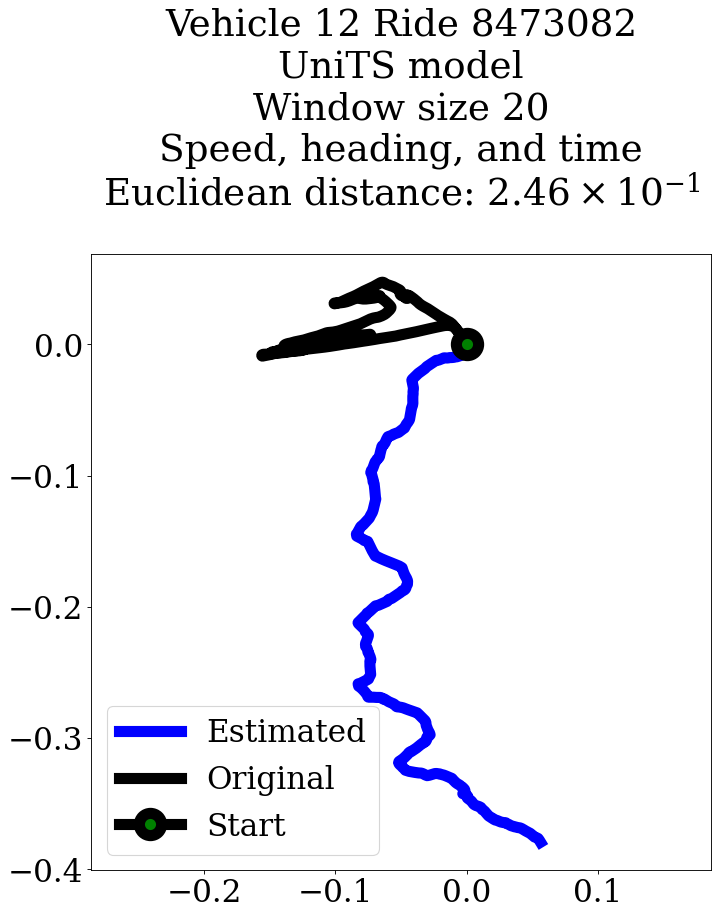 Vehicle 12 Ride 8473082
UniTS model
Window size 20
Speed, heading, and time
Euclidean distance: 2.46 × 10⁻¹
0.0
−0.1
−0.2
−0.3
−0.4
Estimated
Original
Start
−0.2 −0.1 0.0 0.1